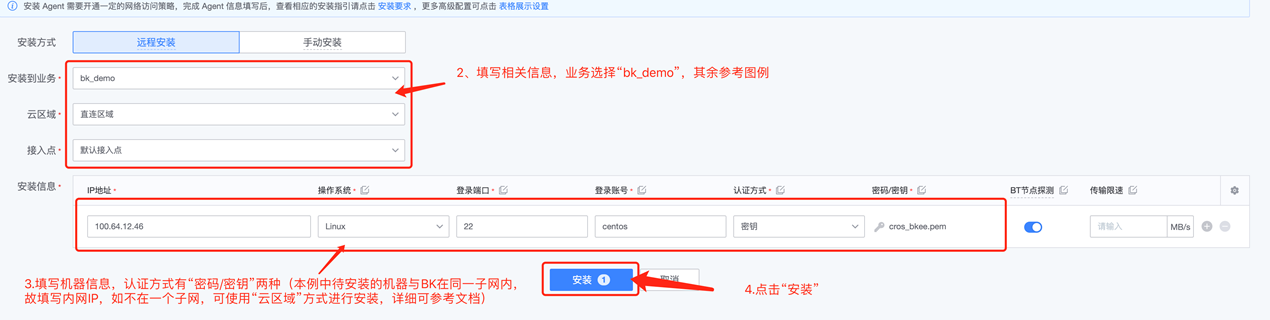 安装 Agent 需要开通一定的网络访问策略，完成 Agent 信息填写后，查看相应的安装指引请点击 安装要求 ，更多高级配置可点击 表格展示设置
安装方式 远程安装 手动安装
安装到业务* bk_demo
2、填写相关信息，业务选择“bk_demo”，其余参考图例
云区域* 直连区域
接入点* 默认接入点
安装信息* IP地址* 操作系统* 登录端口* 登录账号* 认证方式* 密码/密钥* BT节点探测 传输限速
100.64.12.46 Linux 22 centos 密钥 cros_bkee.pem 请输入 MB/s
3.填写机器信息，认证方式有“密码/密钥”两种（本例中待安装的机器与BK在同一子网内，
故填写内网IP，如不在一个子网，可使用“云区域”方式进行安装，详细可参考文档）
安装 1 取消
4.点击“安装”